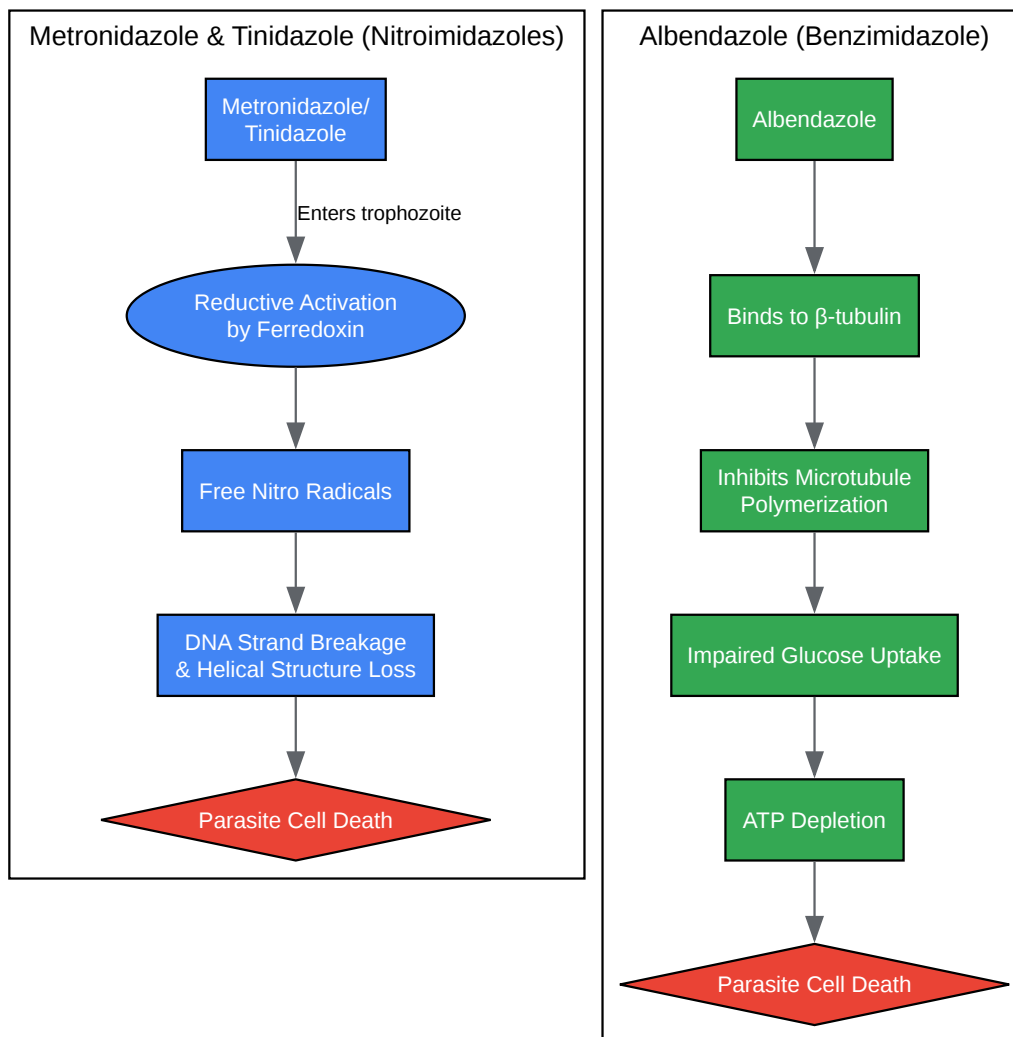 Metronidazole & Tinidazole (Nitroimidazoles)
Metronidazole/
Tinidazole
Enters trophozoite
Reductive Activation
by Ferredoxin
Free Nitro Radicals
DNA Strand Breakage
& Helical Structure Loss
Parasite Cell Death
Albendazole (Benzimidazole)
Albendazole
Binds to β-tubulin
Inhibits Microtubule
Polymerization
Impaired Glucose Uptake
ATP Depletion
Parasite Cell Death